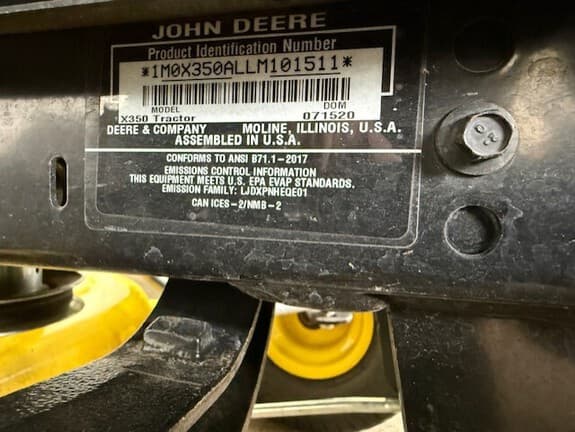 JOHN DEERE
Product Identification Number
*1M0X350ALLM101511*
MODEL DOM
X350 Tractor 071520
DEERE & COMPANY MOLINE, ILLINOIS, U.S.A.
ASSEMBLED IN U.S.A.
CONFORMS TO ANSI B71.1-2017
EMISSIONS CONTROL INFORMATION
THIS EQUIPMENT MEETS U.S. EPA EVAP STANDARDS.
EMISSION FAMILY: LJDXPNHEQE01
CAN ICES-2/NMB-2